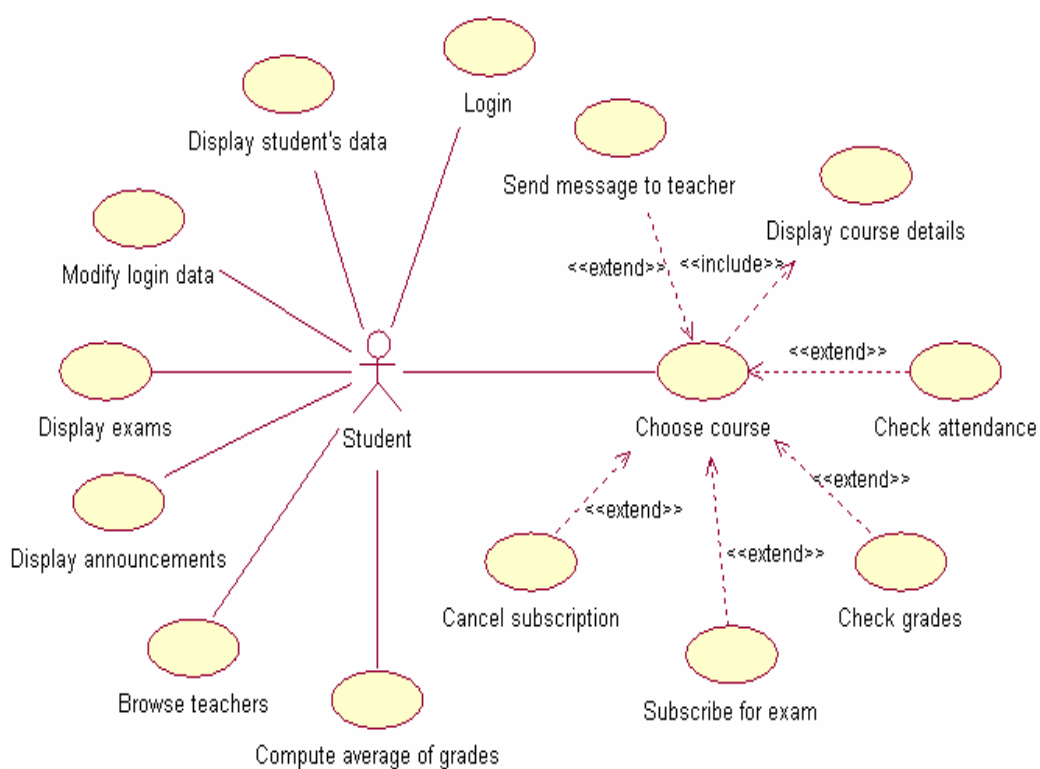 Login
Display student's data
Send message to teacher
Display course details
<<extend>>
<<include>>
Modify login data
<<extend>>
Display exams
Student
Choose course
Check attendance
<<extend>>
<<extend>>
Display announcements
<<extend>>
Cancel subscription
Check grades
Browse teachers
Subscribe for exam
Compute average of grades